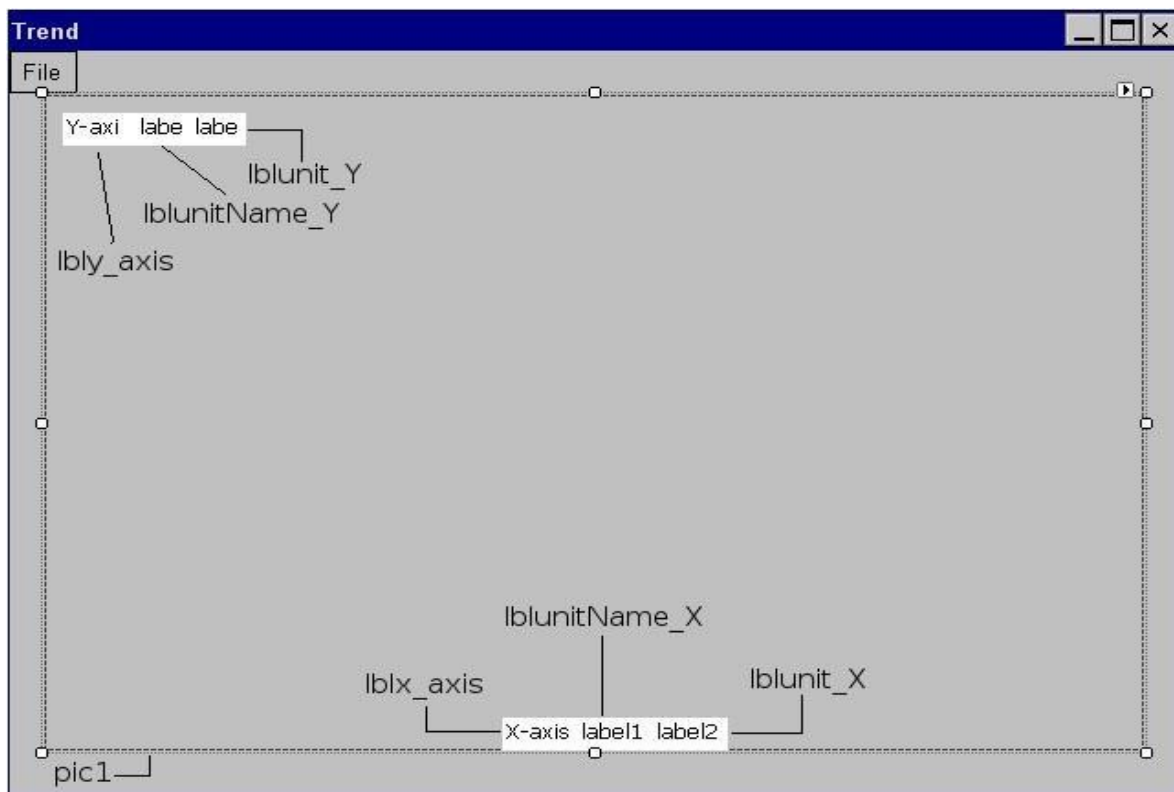 Trend
File
Y-axi labe labe
lblunit_Y
lblunitName_Y
lbly_axis
lblunitName_X
lblx_axis
lblunit_X
X-axis label1 label2
pic1